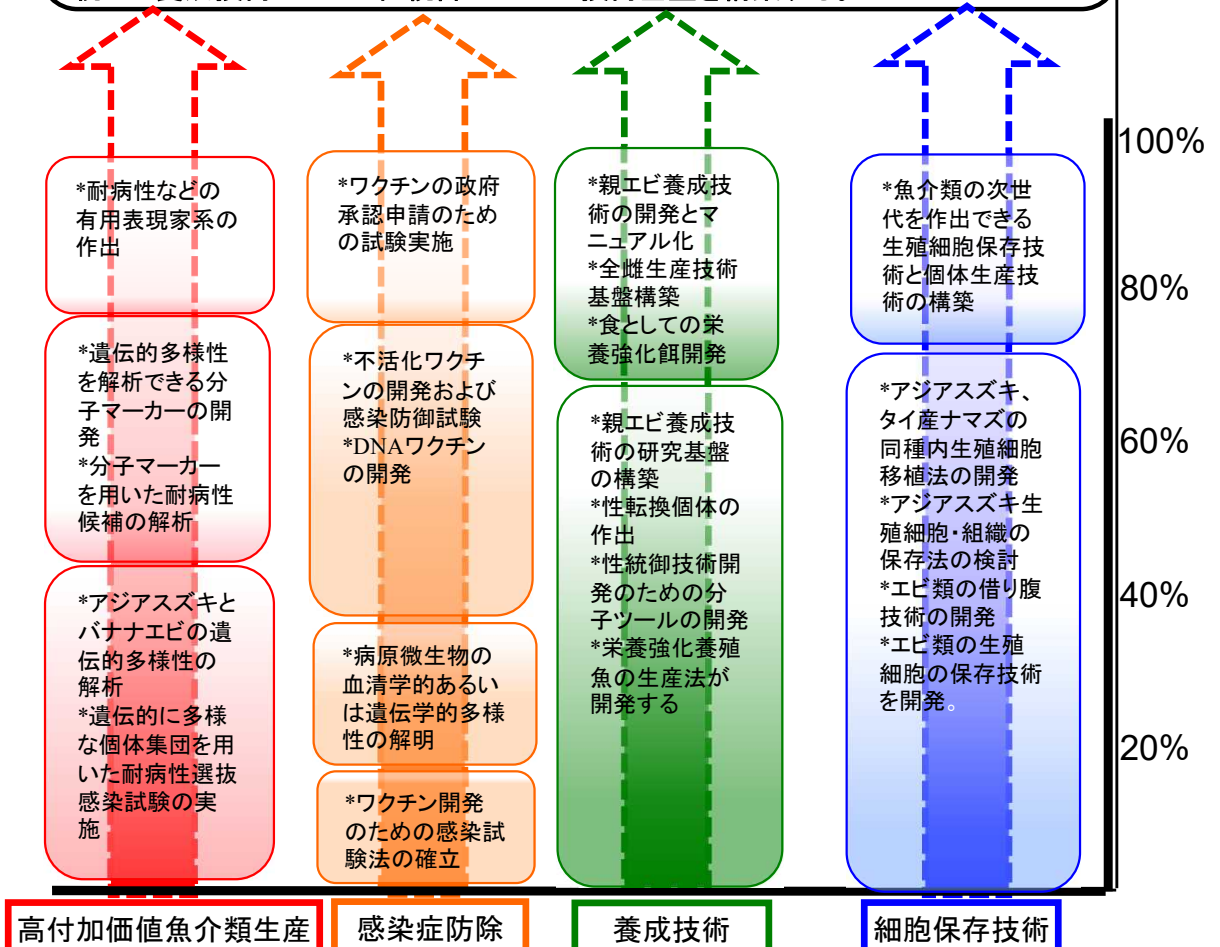 *耐病性などの
有用表現家系の
作出
*遺伝的多様性
を解析できる分
子マーカーの開
発
*分子マーカー
を用いた耐病性
候補の解析
*アジアスズキと
バナナエビの遺
伝的多様性の
解析
*遺伝的に多様
な個体集団を用
いた耐病性選抜
感染試験の実
施
高付加価値魚介類生産
*ワクチンの政府
承認申請のため
の試験実施
*不活化ワクチ
ンの開発および
感染防御試験
*DNAワクチン
の開発
*病原微生物の
血清学的あるい
は遺伝学的多様
性の解明
*ワクチン開発
のための感染試
験法の確立
感染症防除
*親エビ養成技
術の開発とマ
ニュアル化
*全雌生産技術
基盤構築
*食としての栄
養強化餌開発
*親エビ養成技
術の研究基盤
の構築
*性転換個体の
作出
*性統御技術開
発のための分
子ツールの開発
*栄養強化養殖
魚の生産法が
開発する
養成技術
*魚介類の次世
代を作出できる
生殖細胞保存技
術と個体生産技
術の構築
*アジアスズキ、
タイ産ナマズの
同種内生殖細胞
移植法の開発
*アジアスズキ生
殖細胞・組織の
保存法の検討
*エビ類の借り腹
技術の開発
*エビ類の生殖
細胞の保存技術
を開発。
細胞保存技術
100%
80%
60%
40%
20%